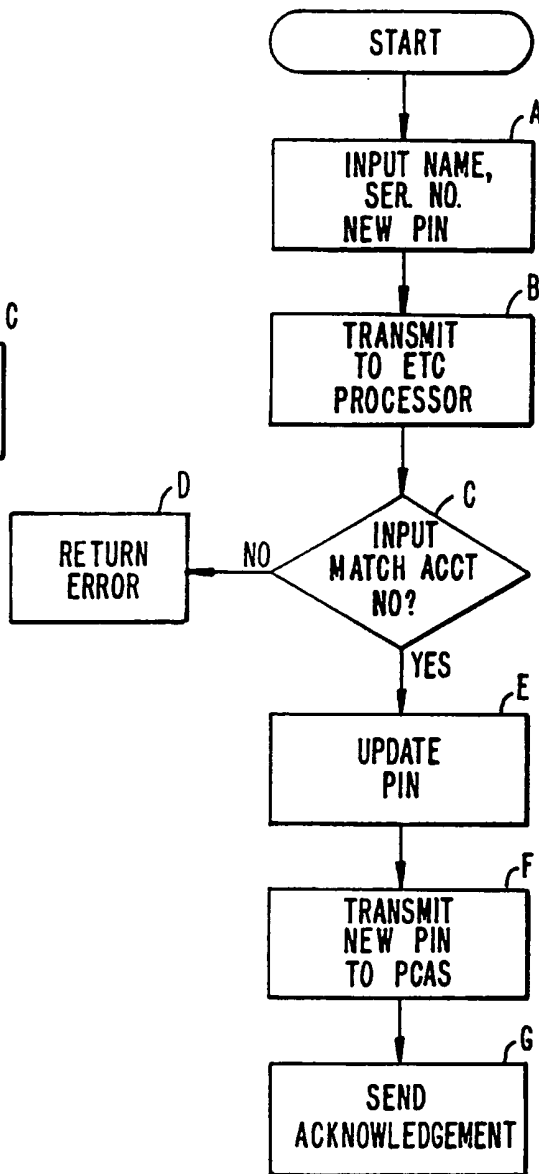 START
A
INPUT NAME,
SER. NO.
NEW PIN
B
TRANSMIT
TO ETC
PROCESSOR
C
D
C
RETURN
ERROR
NO
INPUT
MATCH ACCT
NO?
YES
E
UPDATE
PIN
F
TRANSMIT
NEW PIN
TO PCAS
G
SEND
ACKNOWLEDGEMENT